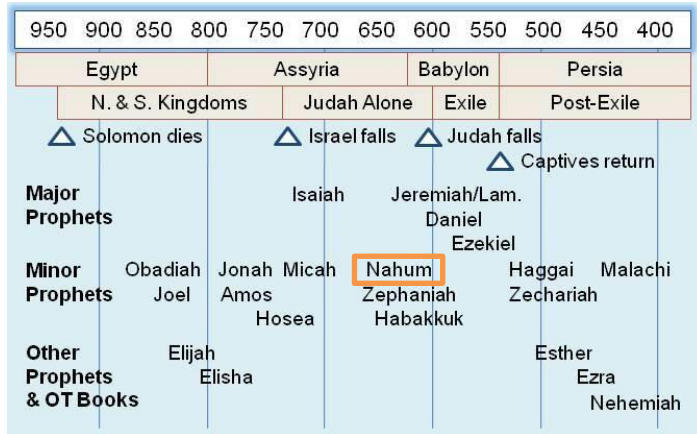 950 900 850 800 750 700 650 600 550 500 450 400
Egypt Assyria Babylon Persia
N. & S. Kingdoms Judah Alone Exile Post-Exile
Solomon dies Israel falls Judah falls
Captives return
Major Isaiah Jeremiah/Lam.
Prophets Daniel
Ezekiel
Minor Obadiah Jonah Micah Nahum Haggai Malachi
Prophets Joel Amos Zephaniah Zechariah
Hosea Habakkuk
Other Elijah Esther
Prophets Elisha Ezra
& OT Books Nehemiah